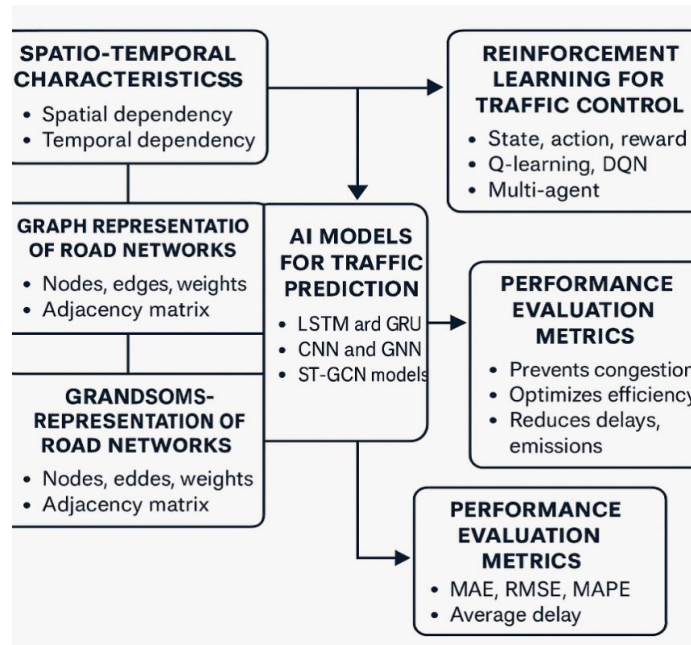 SPATIO-TEMPORAL
CHARACTERISTICSS
• Spatial dependency
• Temporal dependency
GRAPH REPRESENTATIO
OF ROAD NETWORKS
• Nodes, edges, weights
• Adjacency matrix
GRANDSOMS-
REPRESENTATION OF
ROAD NETWORKS
• Nodes, eddes, weights
• Adjacency matrix
AI MODELS
FOR TRAFFIC
PREDICTION
• LSTM ard GRU
• CNN and GNN
• ST-GCN models
REINFORCEMENT
LEARNING FOR
TRAFFIC CONTROL
• State, action, reward
• Q-learning, DQN
• Multi-agent
PERFORMANCE
EVALUATION
METRICS
• Prevents congestion
• Optimizes efficiency
• Reduces delays,
emissions
PERFORMANCE
EVALUATION
METRICS
• MAE, RMSE, MAPE
• Average delay